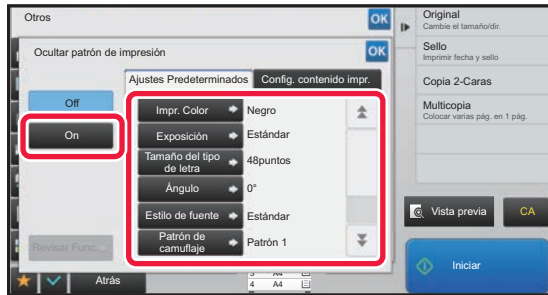 Otros
OK
Ocultar patrón de impresión
OK
Ajustes Predeterminados
Config. contenido impr.
Off
On
Impr. Color
Negro
Exposición
Estándar
Tamaño del tipo
de letra
48puntos
Ángulo
0°
Estilo de fuente
Estándar
Patrón de
camuflaje
Patrón 1
Revisar Func.
Atrás
A4
4 A4
Original
Cambie el tamaño/dir.
Sello
Imprimir fecha y sello
Copia 2-Caras
Multicopia
Colocar varias pág. en 1 pág.
Vista previa
CA
Iniciar